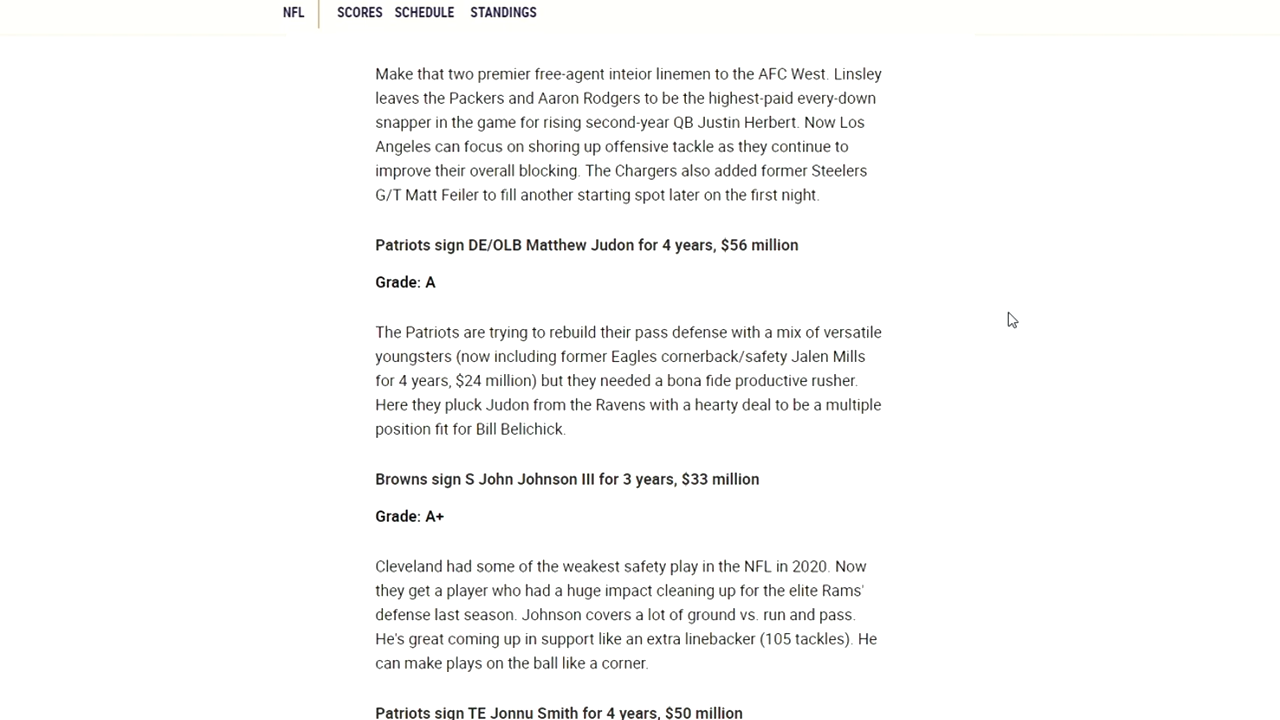 NFL SCORES SCHEDULE STANDINGS
Make that two premier free-agent inteior linemen to the AFC West. Linsley
leaves the Packers and Aaron Rodgers to be the highest-paid every-down
snapper in the game for rising second-year QB Justin Herbert. Now Los
Angeles can focus on shoring up offensive tackle as they continue to
improve their overall blocking. The Chargers also added former Steelers
G/T Matt Feiler to fill another starting spot later on the first night.
Patriots sign DE/OLB Matthew Judon for 4 years, $56 million
Grade: A
The Patriots are trying to rebuild their pass defense with a mix of versatile
youngsters (now including former Eagles cornerback/safety Jalen Mills
for 4 years, $24 million) but they needed a bona fide productive rusher.
Here they pluck Judon from the Ravens with a hearty deal to be a multiple
position fit for Bill Belichick.
Browns sign S John Johnson III for 3 years, $33 million
Grade: A+
Cleveland had some of the weakest safety play in the NFL in 2020. Now
they get a player who had a huge impact cleaning up for the elite Rams'
defense last season. Johnson covers a lot of ground vs. run and pass.
He's great coming up in support like an extra linebacker (105 tackles). He
can make plays on the ball like a corner.
Patriots sign TE Jonnu Smith for 4 years, $50 million